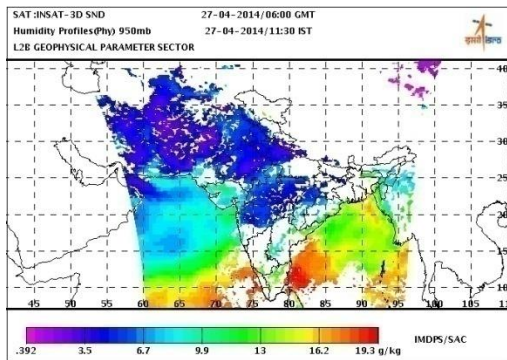 SAT :INSAT-3D SND 27-04-2014/06:00 GMT
Humidity Profiles(Phy) 950mb 27-04-2014/11:30 IST
L2B GEOPHYSICAL PARAMETER SECTOR
इसरो isro
40
35
30
25
20
15
10
45 50 55 60 65 70 75 80 85 90 95 100 105 11
.392 3.5 6.7 9.9 13 16.2 19.3 g/kg
IMDPS/SAC